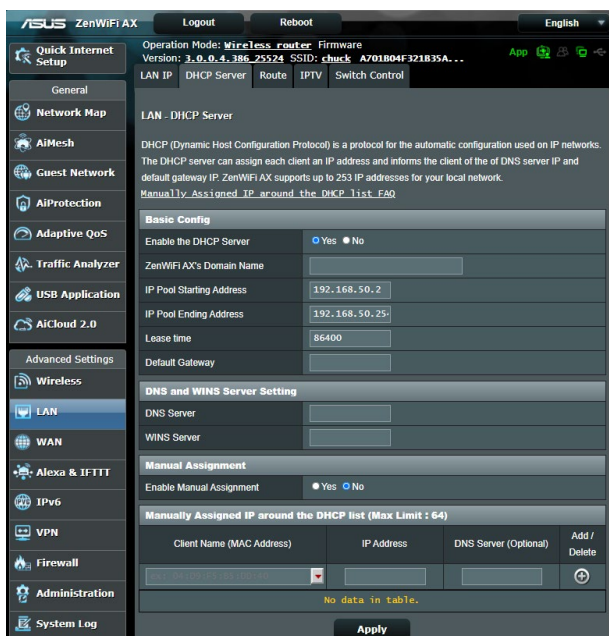 ASUS ZenWiFi AX Logout Reboot English
Quick Internet Setup
Operation Mode: Wireless router Firmware
Version: 3.0.0.4.386_25524 SSID: chuck A701B04F321B35A...
App
LAN IP DHCP Server Route IPTV Switch Control
General
Network Map
AiMesh
Guest Network
AiProtection
Adaptive QoS
Traffic Analyzer
USB Application
AiCloud 2.0
Advanced Settings
Wireless
LAN
WAN
Alexa & IFTTT
IPv6
VPN
Firewall
Administration
System Log
LAN - DHCP Server
DHCP (Dynamic Host Configuration Protocol) is a protocol for the automatic configuration used on IP networks.
The DHCP server can assign each client an IP address and informs the client of the of DNS server IP and
default gateway IP. ZenWiFi AX supports up to 253 IP addresses for your local network.
Manually Assigned IP around the DHCP list FAQ
Basic Config
Enable the DHCP Server Yes No
ZenWiFi AX's Domain Name
IP Pool Starting Address 192.168.50.2
IP Pool Ending Address 192.168.50.25
Lease time 86400
Default Gateway
DNS and WINS Server Setting
DNS Server
WINS Server
Manual Assignment
Enable Manual Assignment Yes No
Manually Assigned IP around the DHCP list (Max Limit : 64)
Client Name (MAC Address) IP Address DNS Server (Optional) Add / Delete
No data in table.
Apply